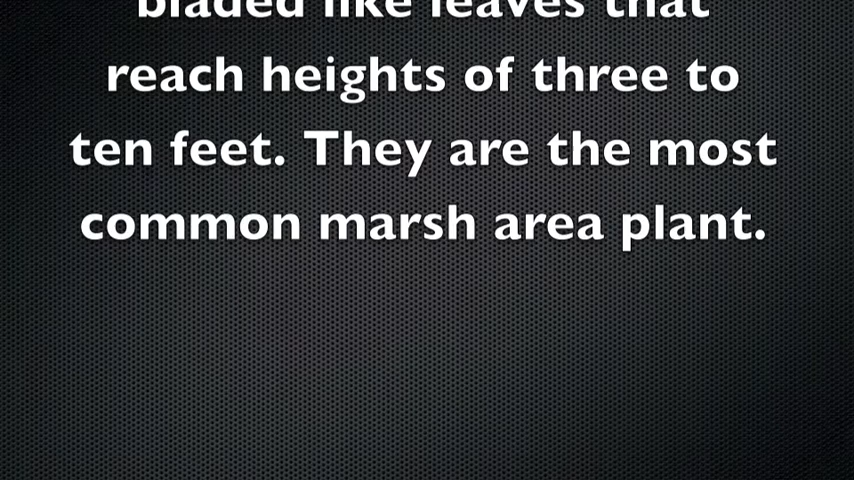 bladed like leaves that
reach heights of three to
ten feet. They are the most
common marsh area plant.